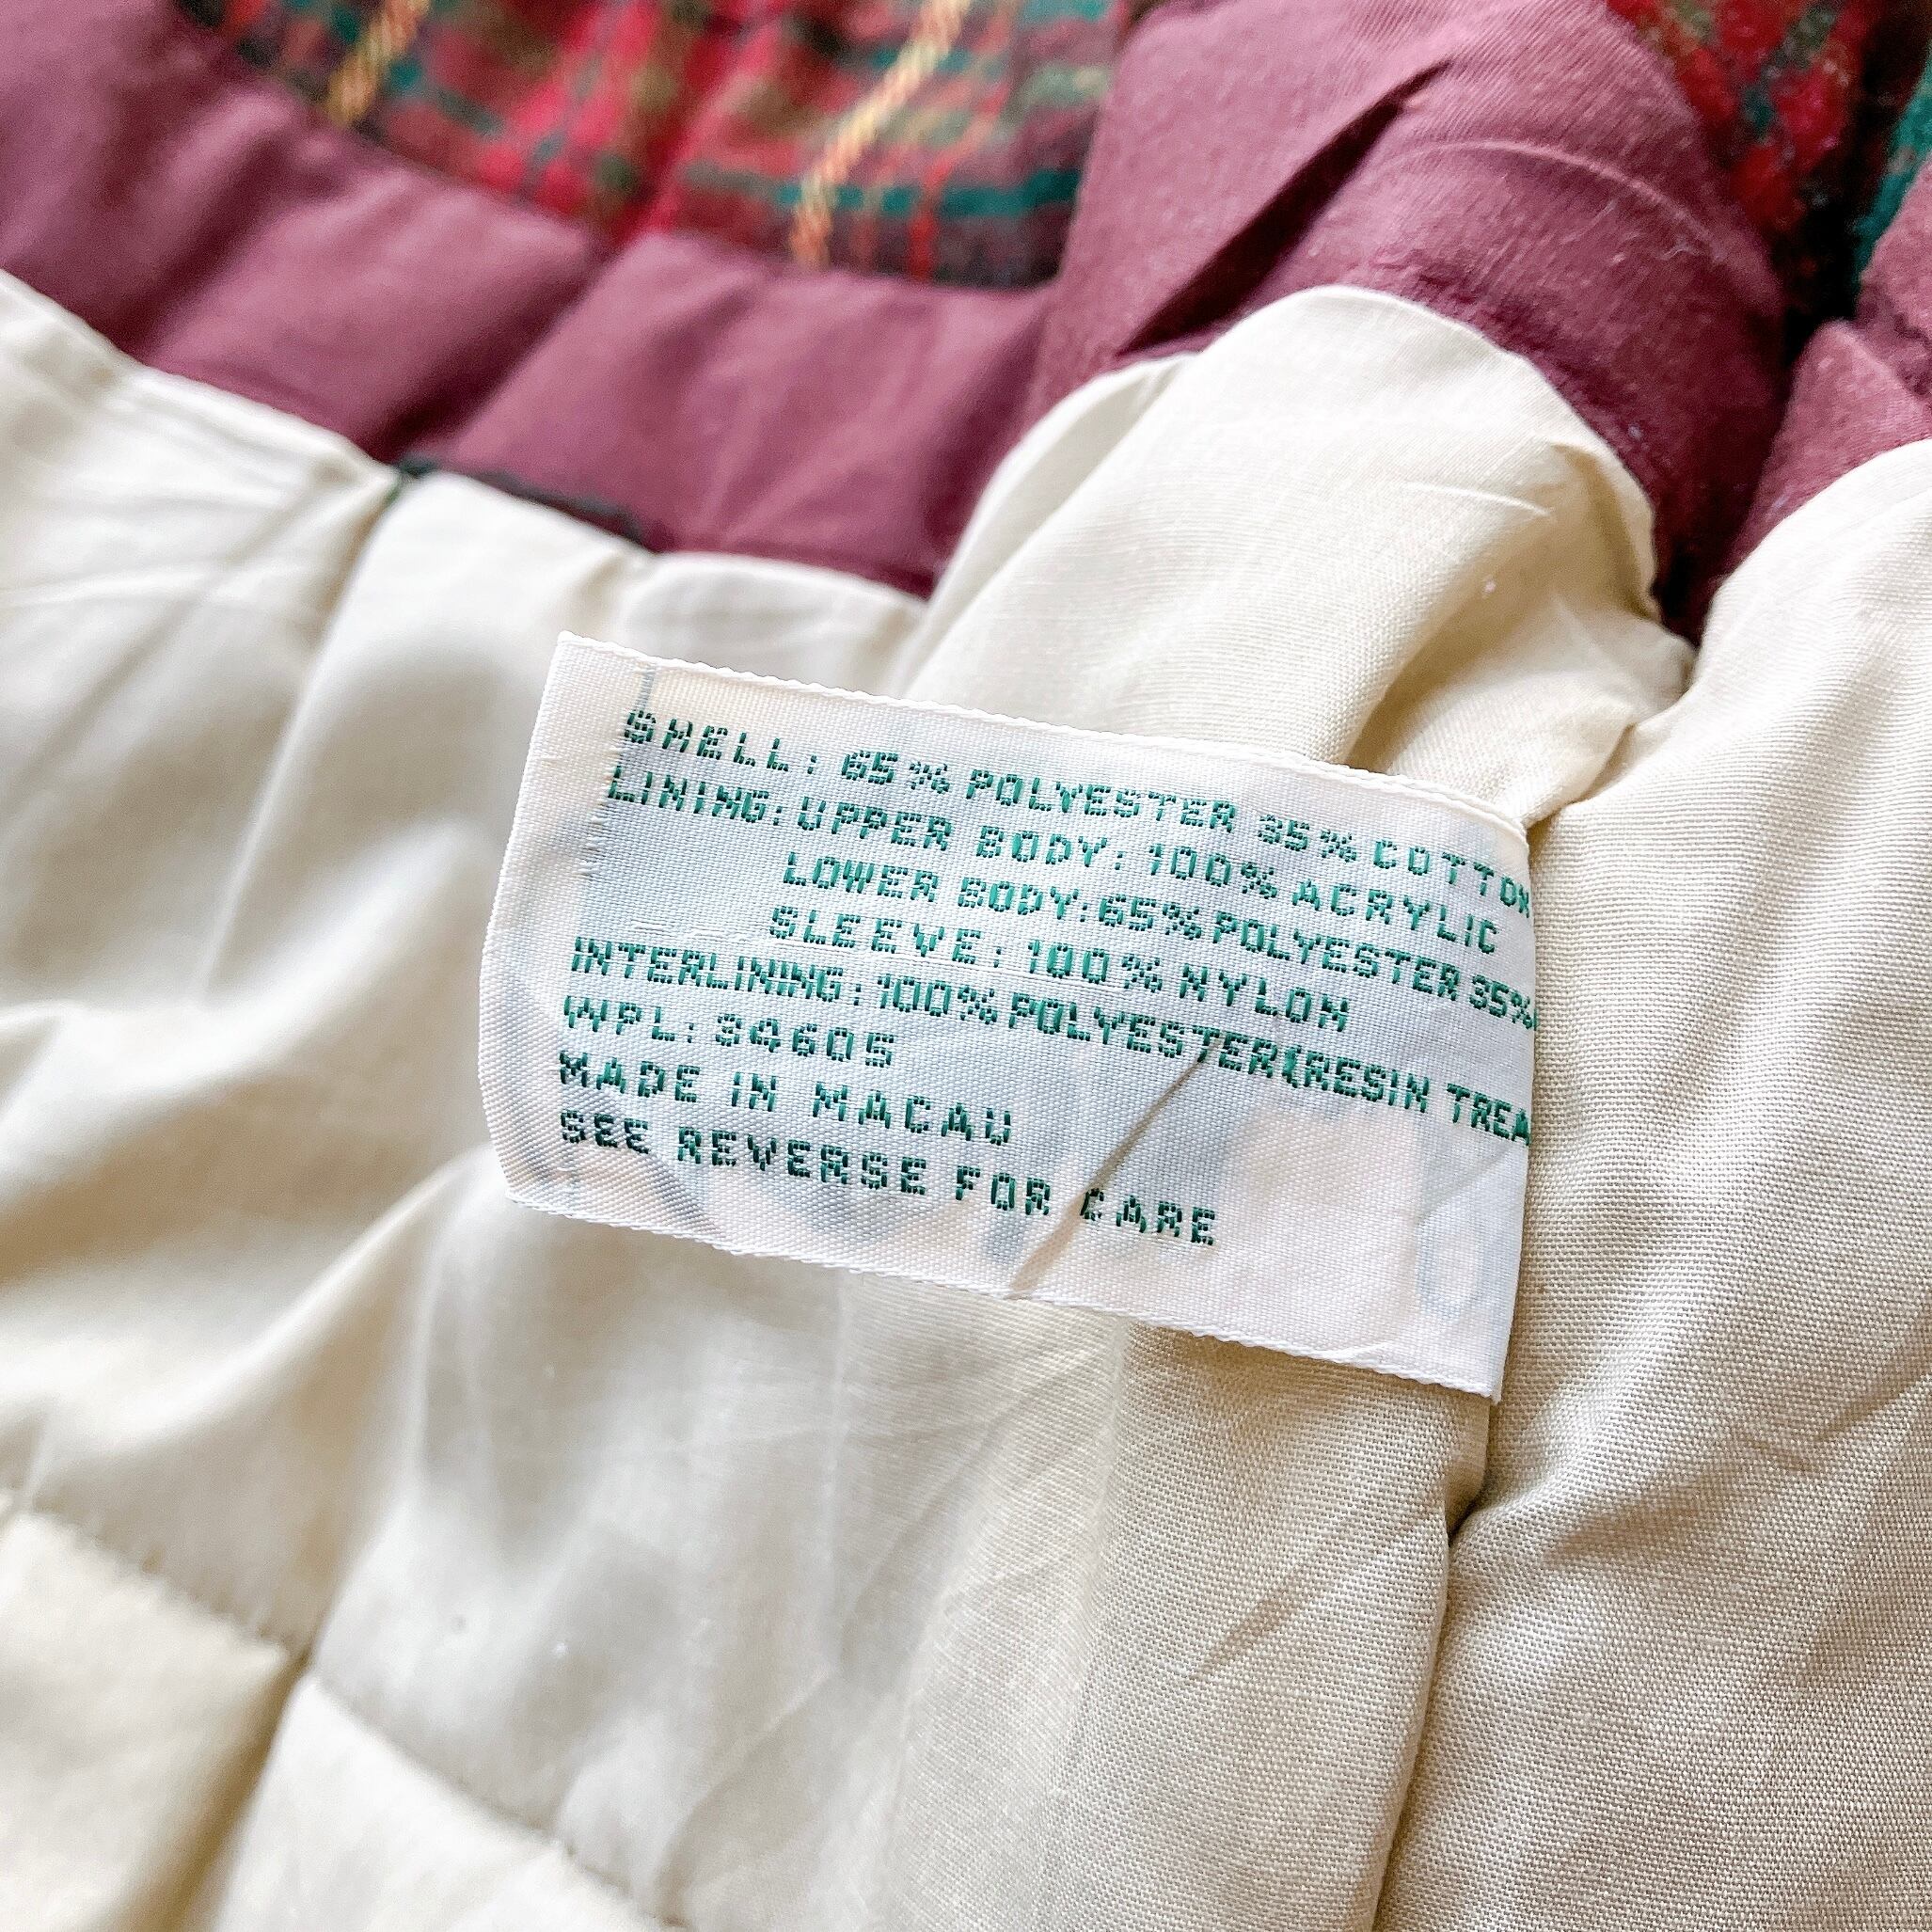 SHELL: 65% POLYESTER 35% COTTON
LINING: UPPER BODY: 100% ACRYLIC
LOWER BODY: 65% POLYESTER 35%
SLEEVE: 100% NYLON
INTERLINING: 100% POLYESTER (RESIN TREA
WPL: 34605
MADE IN MACAU
SEE REVERSE FOR CARE